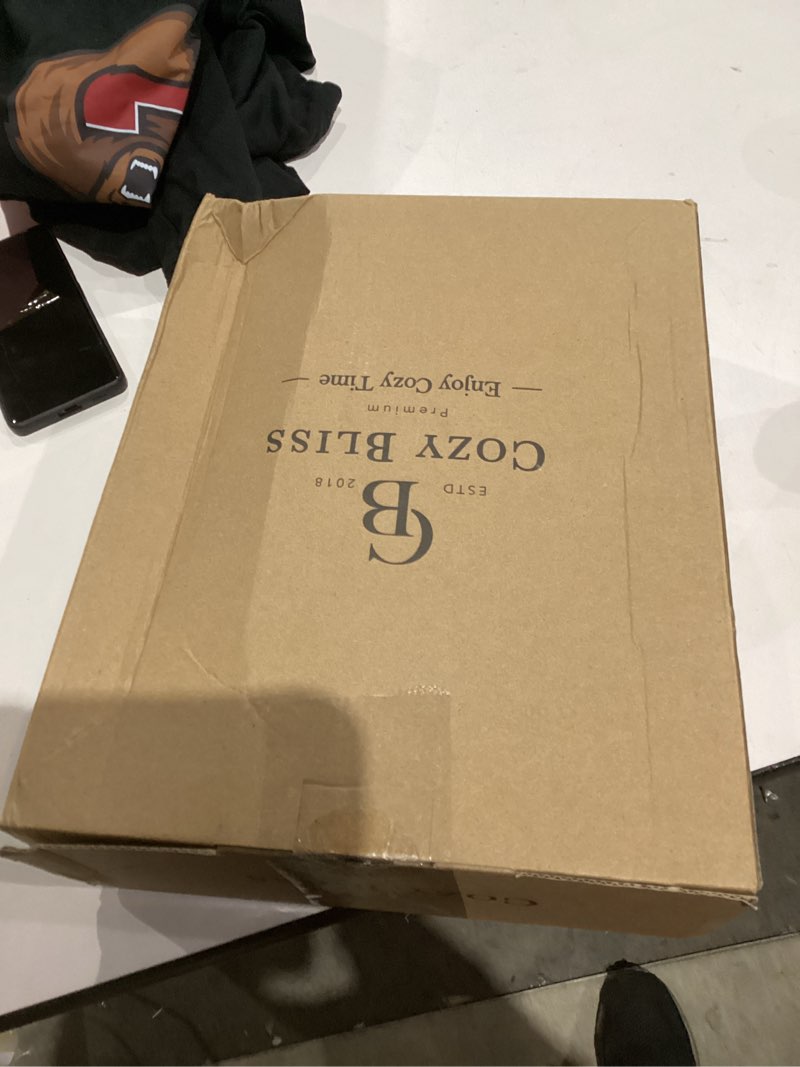 CB
ESTD 2018
COZY BLISS
Premium
— Enjoy Cozy Time —